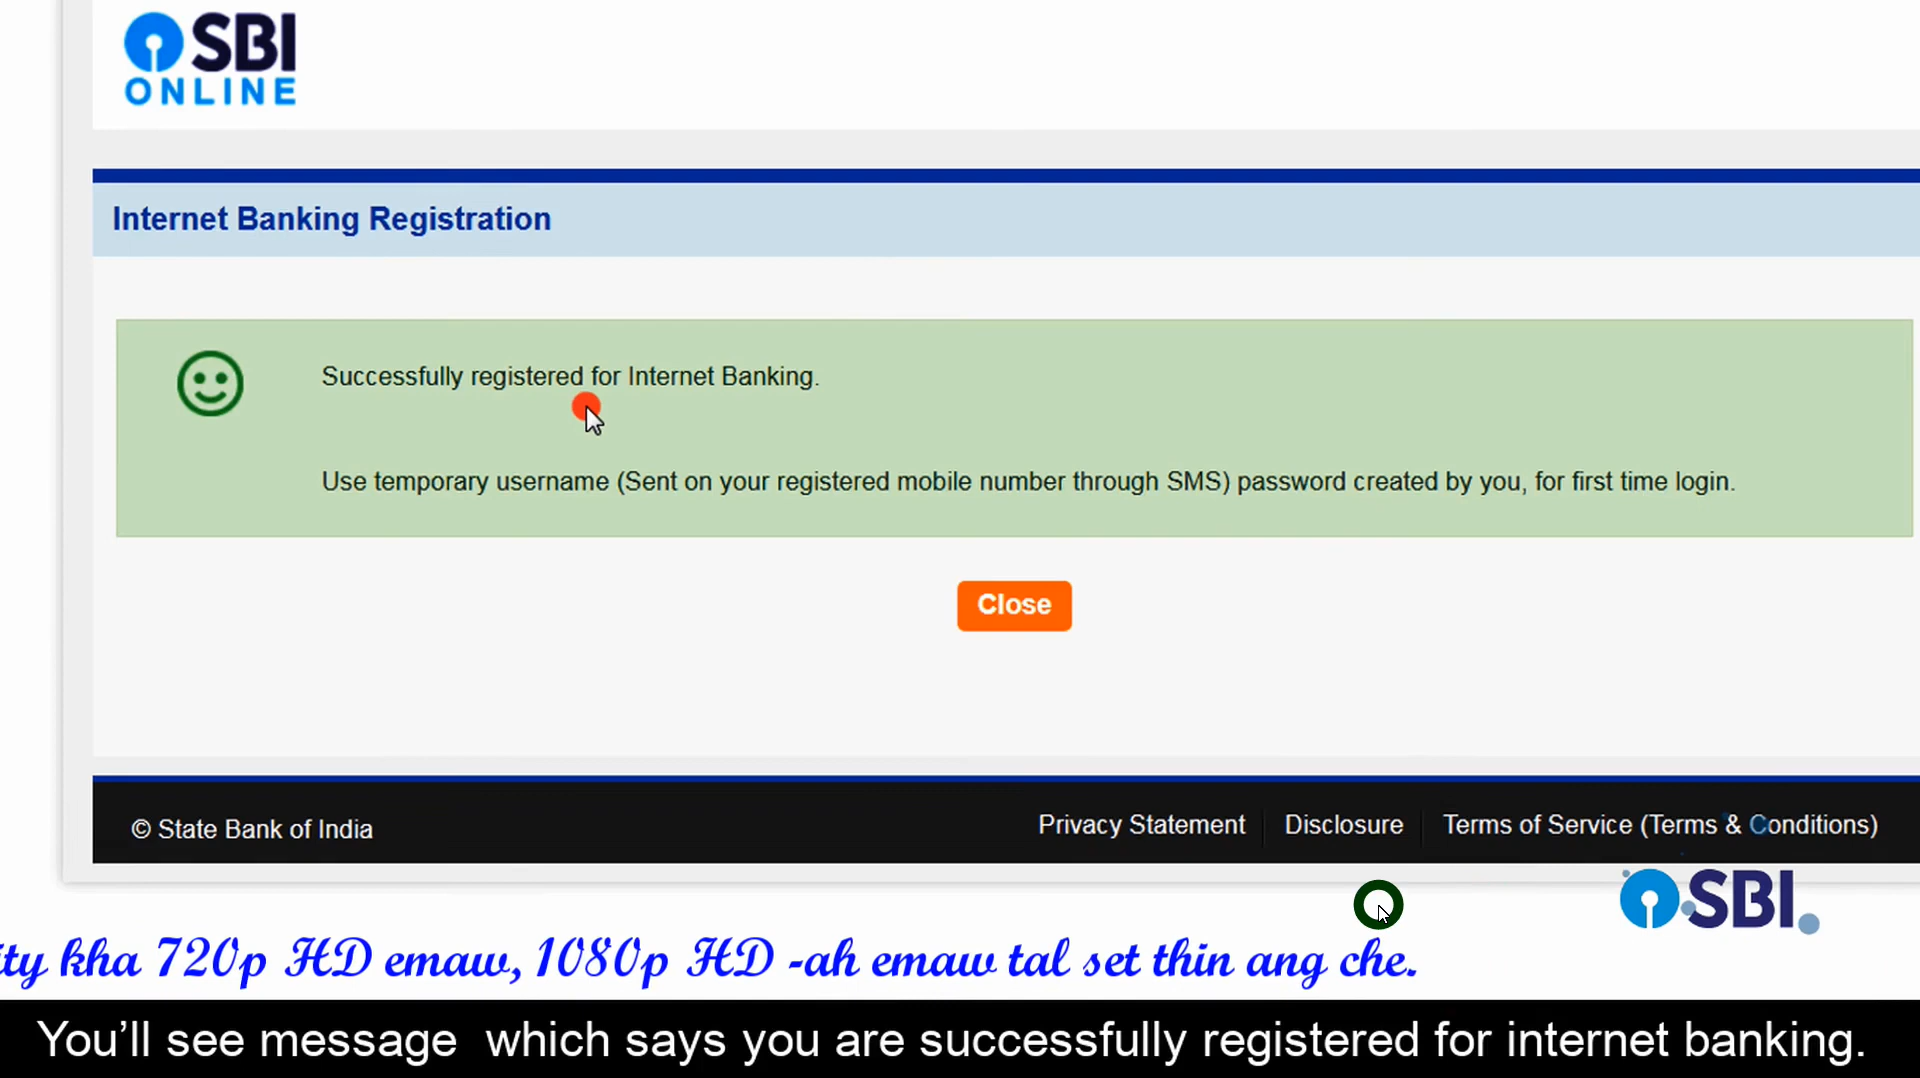 SBI
ONLINE
Internet Banking Registration
Successfully registered for Internet Banking.
Use temporary username (Sent on your registered mobile number through SMS) password created by you, for first time login.
Close
© State Bank of India
Privacy Statement
Disclosure
Terms of Service (Terms & Conditions)
SBI
ity kha 720p HD emaw, 1080p HD -ah emaw tal set thin ang che.
You’ll see message which says you are successfully registered for internet banking.